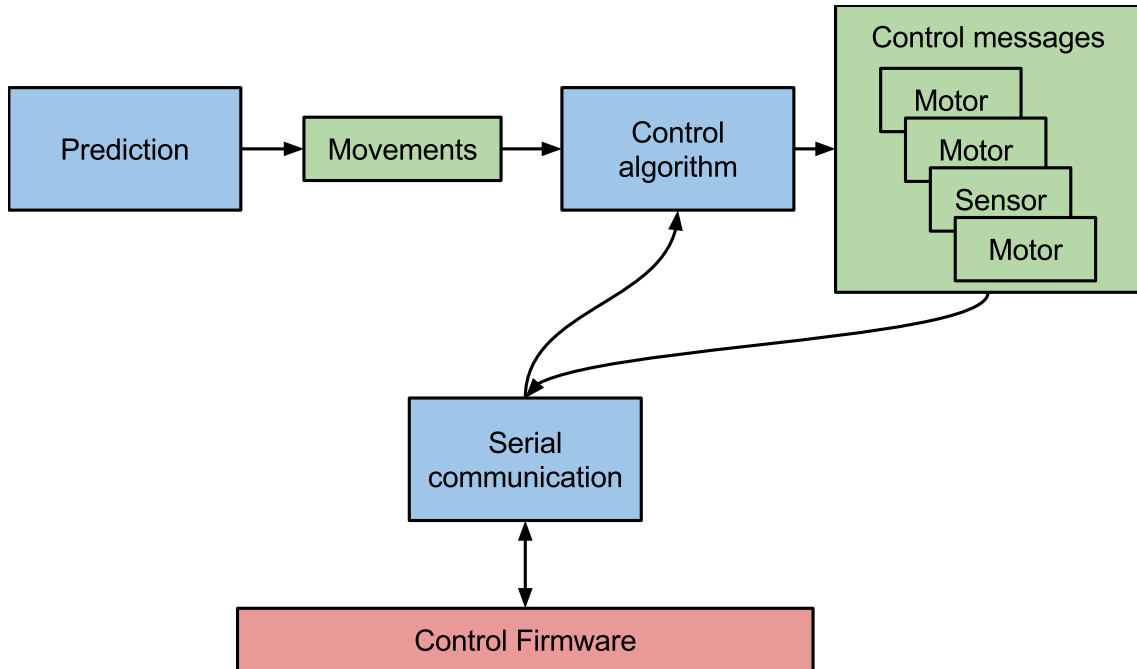 Control messages
Motor
Motor
Sensor
Motor
Prediction
Movements
Control
algorithm
Serial
communication
Control Firmware